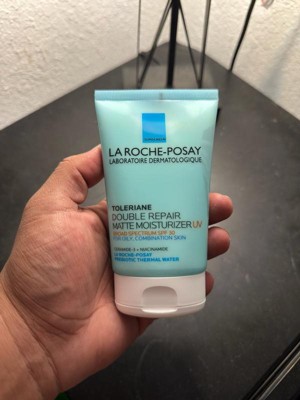 LA ROCHE-POSAY
LABORATOIRE DERMATOLOGIQUE
TOLERIANE
DOUBLE REPAIR
MATTE MOISTURIZER UV
BROAD SPECTRUM SPF 30
FOR OILY, COMBINATION SKIN
CERAMIDE-3 + NIACINAMIDE
LA ROCHE-POSAY
PREBIOTIC THERMAL WATER